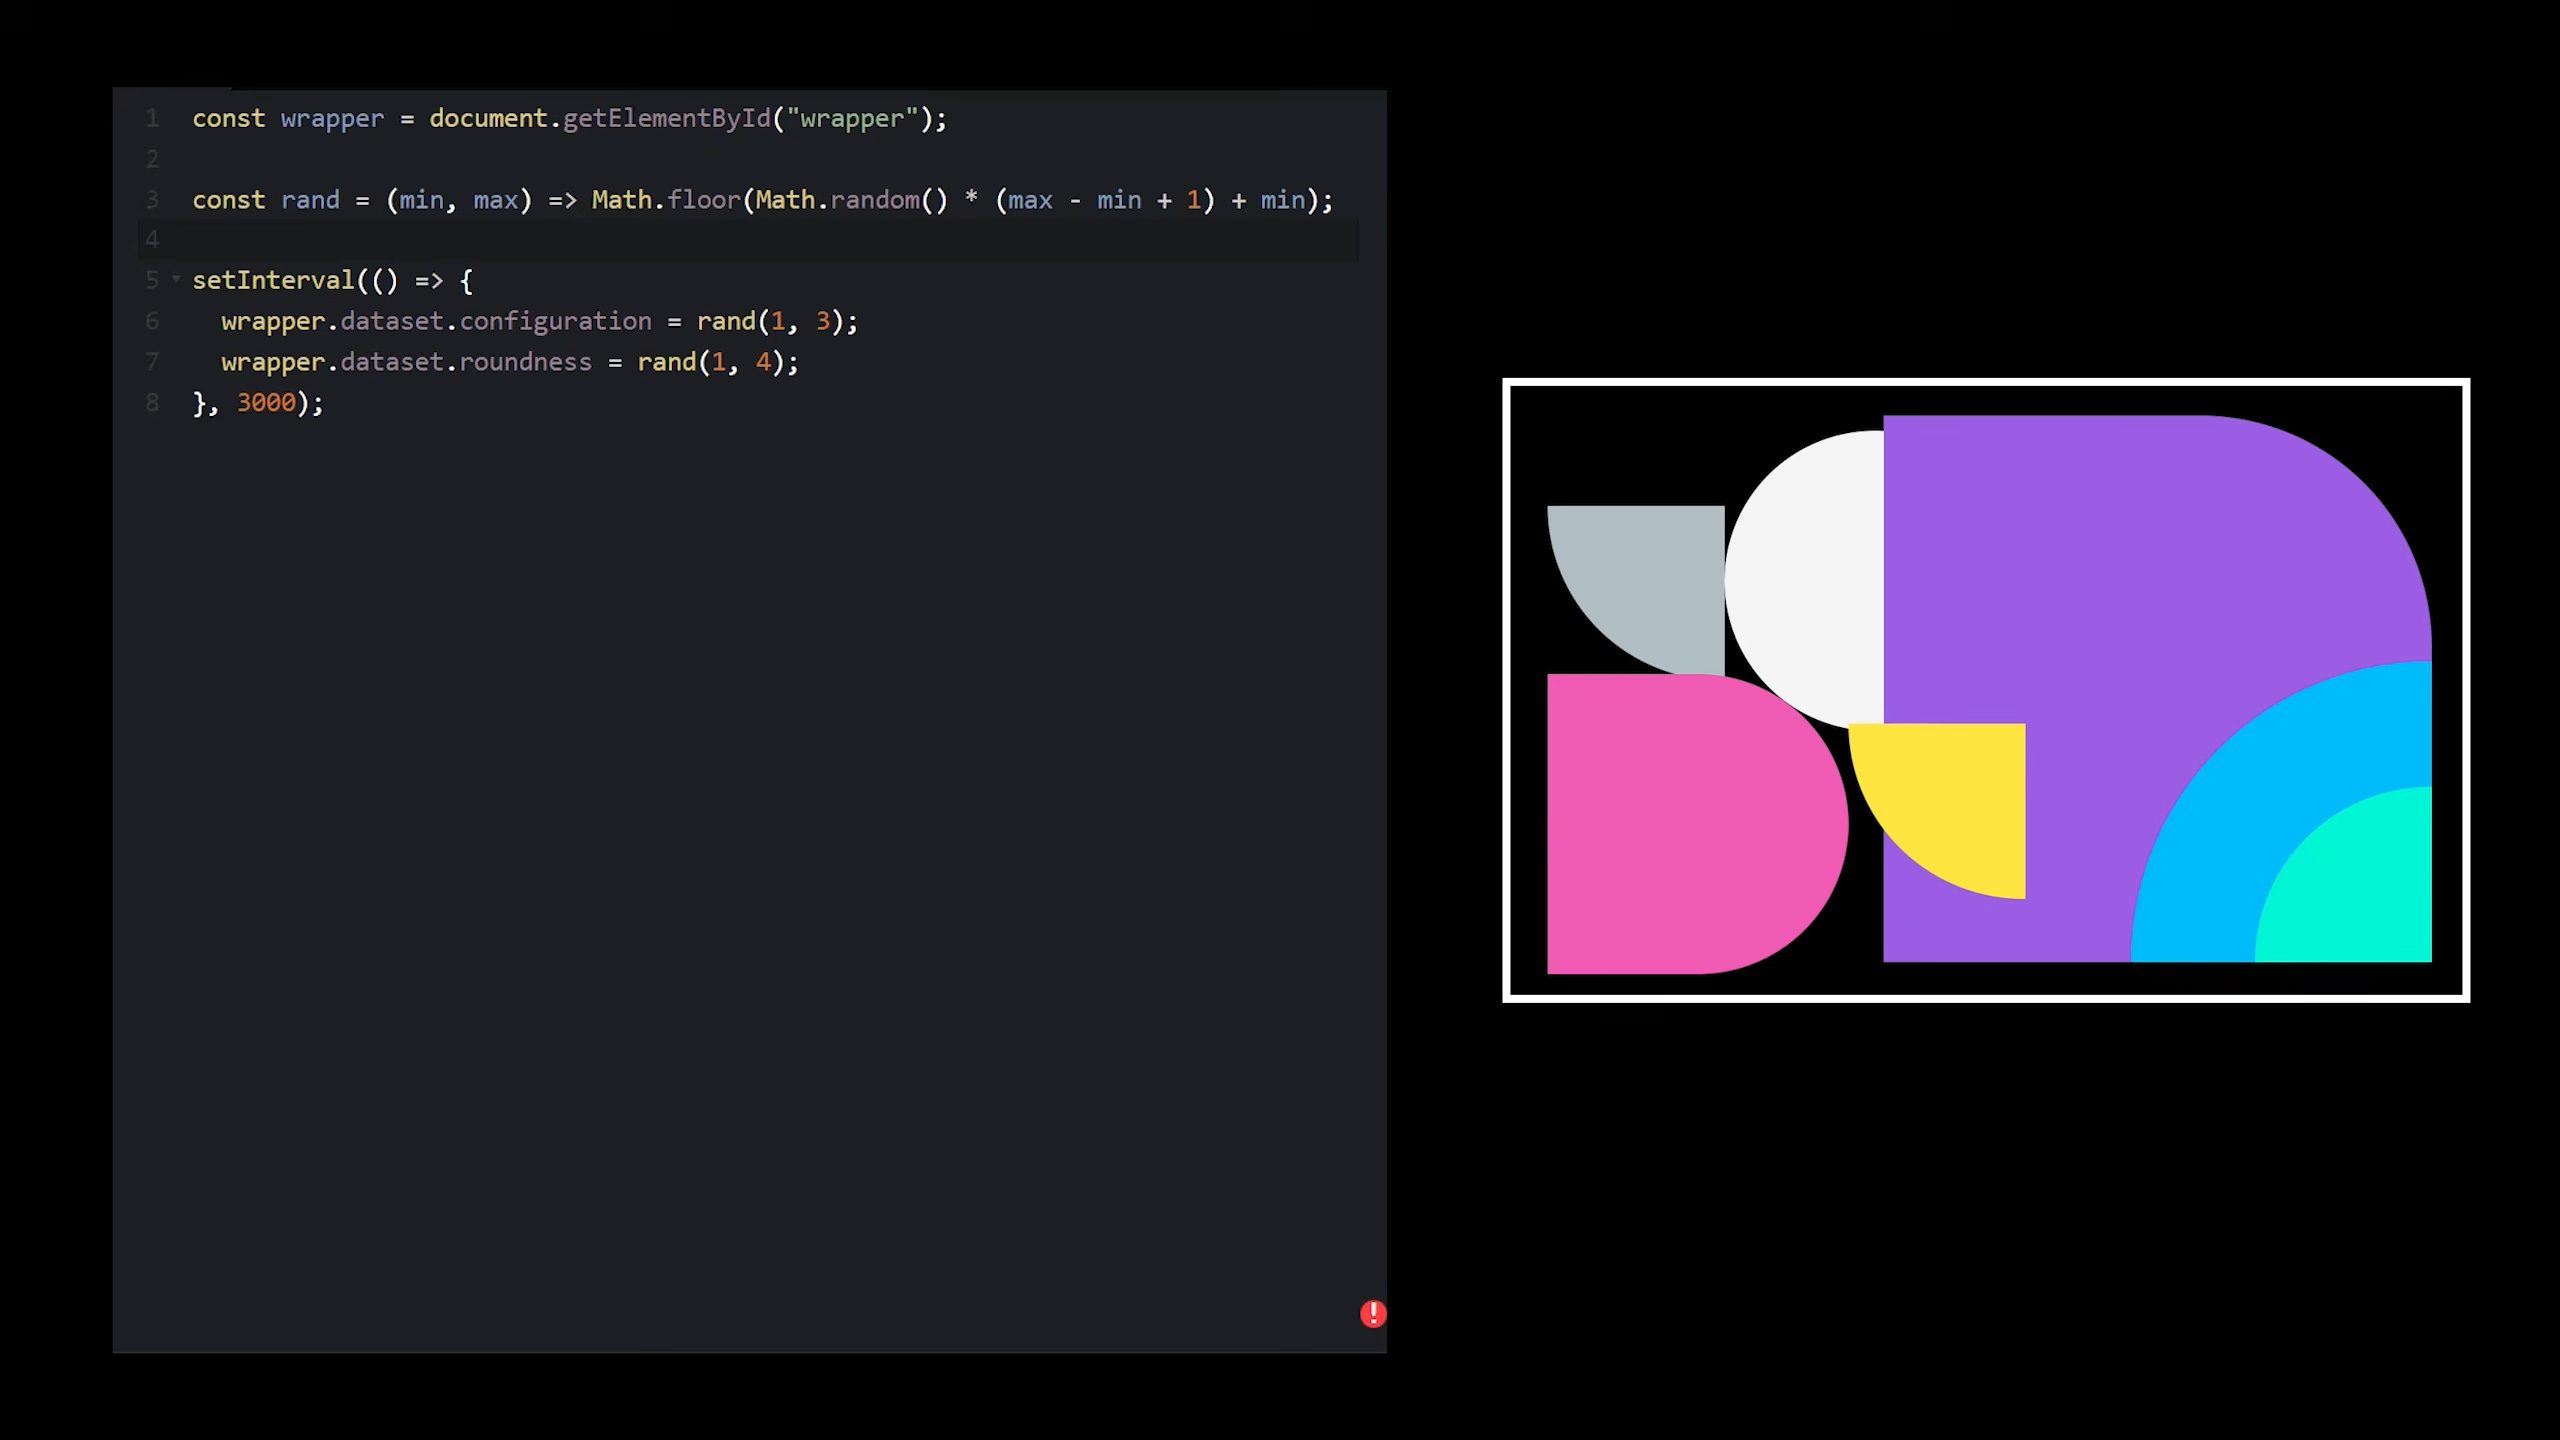 1 const wrapper = document.getElementById("wrapper");
2
3 const rand = (min, max) => Math.floor(Math.random() * (max - min + 1) + min);
4
5 setInterval(() => {
6   wrapper.dataset.configuration = rand(1, 3);
7   wrapper.dataset.roundness = rand(1, 4);
8 }, 3000);
!